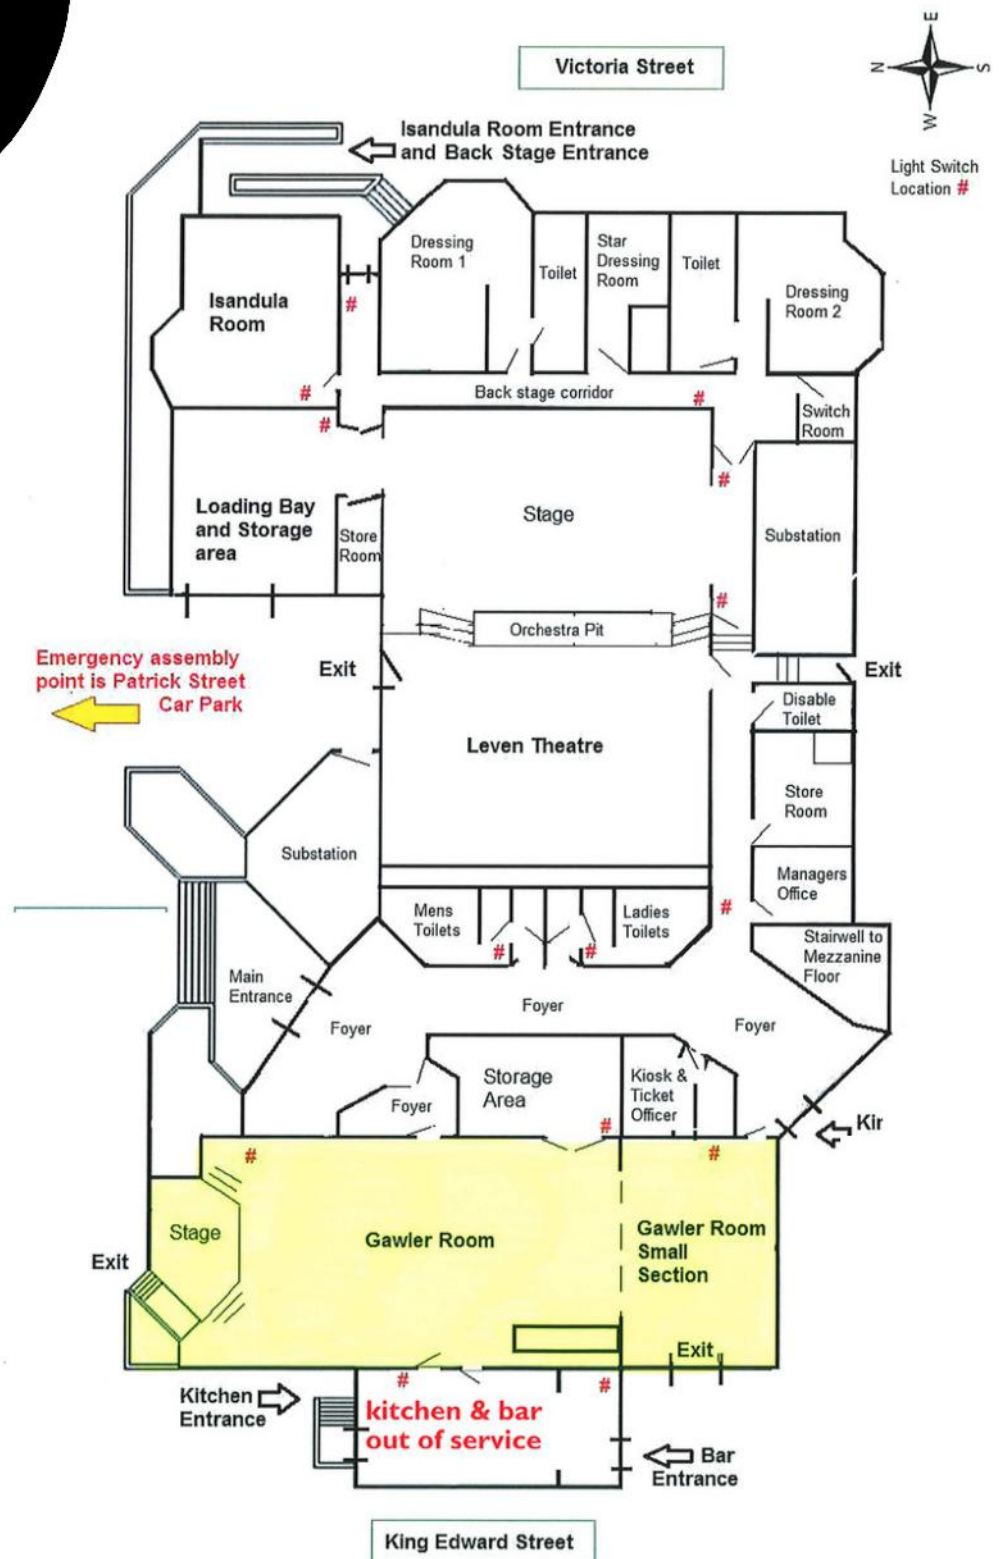 E
Victoria Street
N
S
W
Isandula Room Entrance
and Back Stage Entrance
Light Switch
Location #
Dressing
Room 1
Toilet
Star
Dressing
Room
Toilet
Dressing
Room 2
Isandula
Room
#
#
Back stage corridor
#
#
Switch
Room
#
Loading Bay
and Storage
area
Store
Room
Stage
Substation
#
Orchestra Pit
Emergency assembly
point is Patrick Street
Car Park
Exit
Exit
Disable
Toilet
Leven Theatre
Store
Room
Substation
Managers
Office
Mens
Toilets
#
#
Ladies
Toilets
#
Stairwell to
Mezzanine
Floor
Main
Entrance
Foyer
Foyer
Foyer
Storage
Area
Kiosk &
Ticket
Officer
Foyer
#
Kir
#
#
Stage
Gawler Room
Gawler Room
Small
Section
Exit
Exit
#
#
Kitchen
Entrance
kitchen & bar
out of service
Bar
Entrance
King Edward Street